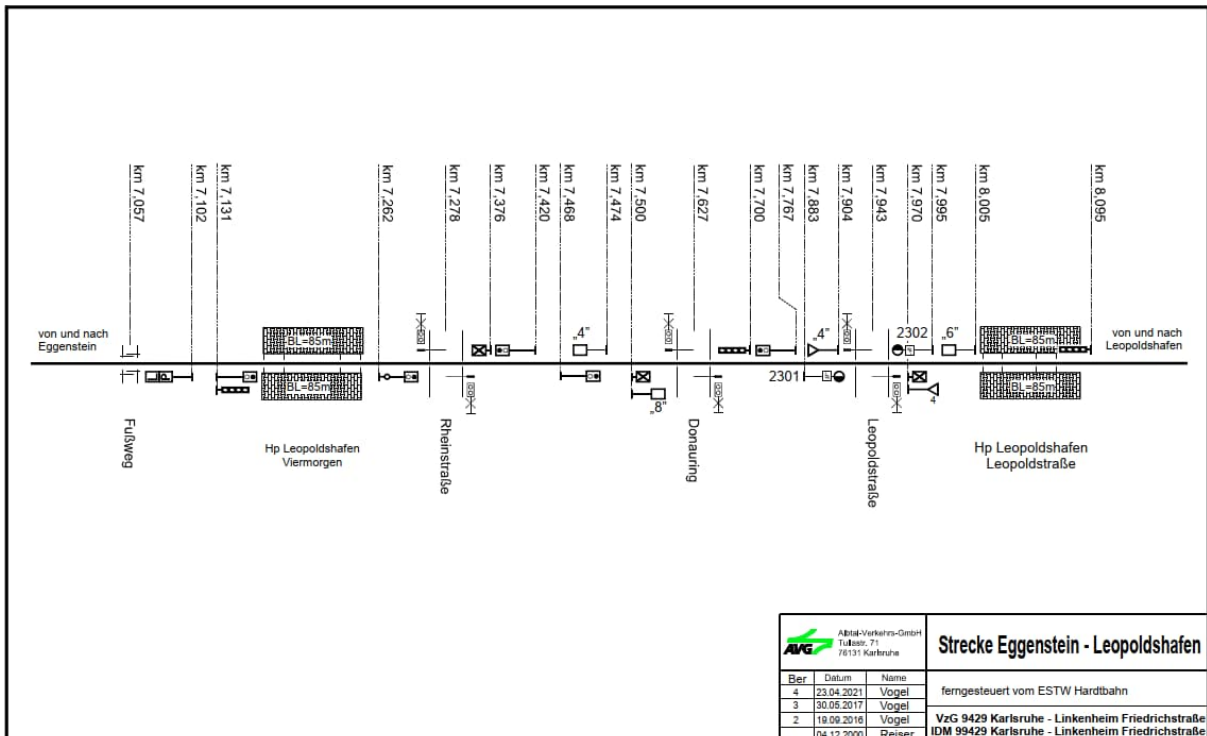 km 7,057
km 7,102
km 7,131
km 7,262
km 7,278
km 7,376
km 7,420
km 7,468
km 7,474
km 7,500
km 7,627
km 7,700
km 7,767
km 7,883
km 7,904
km 7,943
km 7,970
km 7,995
km 8,005
km 8,095
von und nach
Eggenstein
BL=85m
„4”
„4”
2302
„6”
BL=85m
von und nach
Leopoldshafen
LP
BL=85m
„8”
2301
4
BL=85m
Fußweg
Hp Leopoldshafen
Viermorgen
Rheinstraße
Donauring
Leopoldstraße
Hp Leopoldshafen
Leopoldstraße
AVG
Albtal-Verkehrs-GmbH
Tullastr. 71
76131 Karlsruhe
Strecke Eggenstein - Leopoldshafen
Ber Datum Name
4 23.04.2021 Vogel
3 30.05.2017 Vogel
2 19.09.2016 Vogel
04.12.2000 Reiser
ferngesteuert vom ESTW Hardtbahn
VzG 9429 Karlsruhe - Linkenheim Friedrichstraße
IDM 99429 Karlsruhe - Linkenheim Friedrichstraße